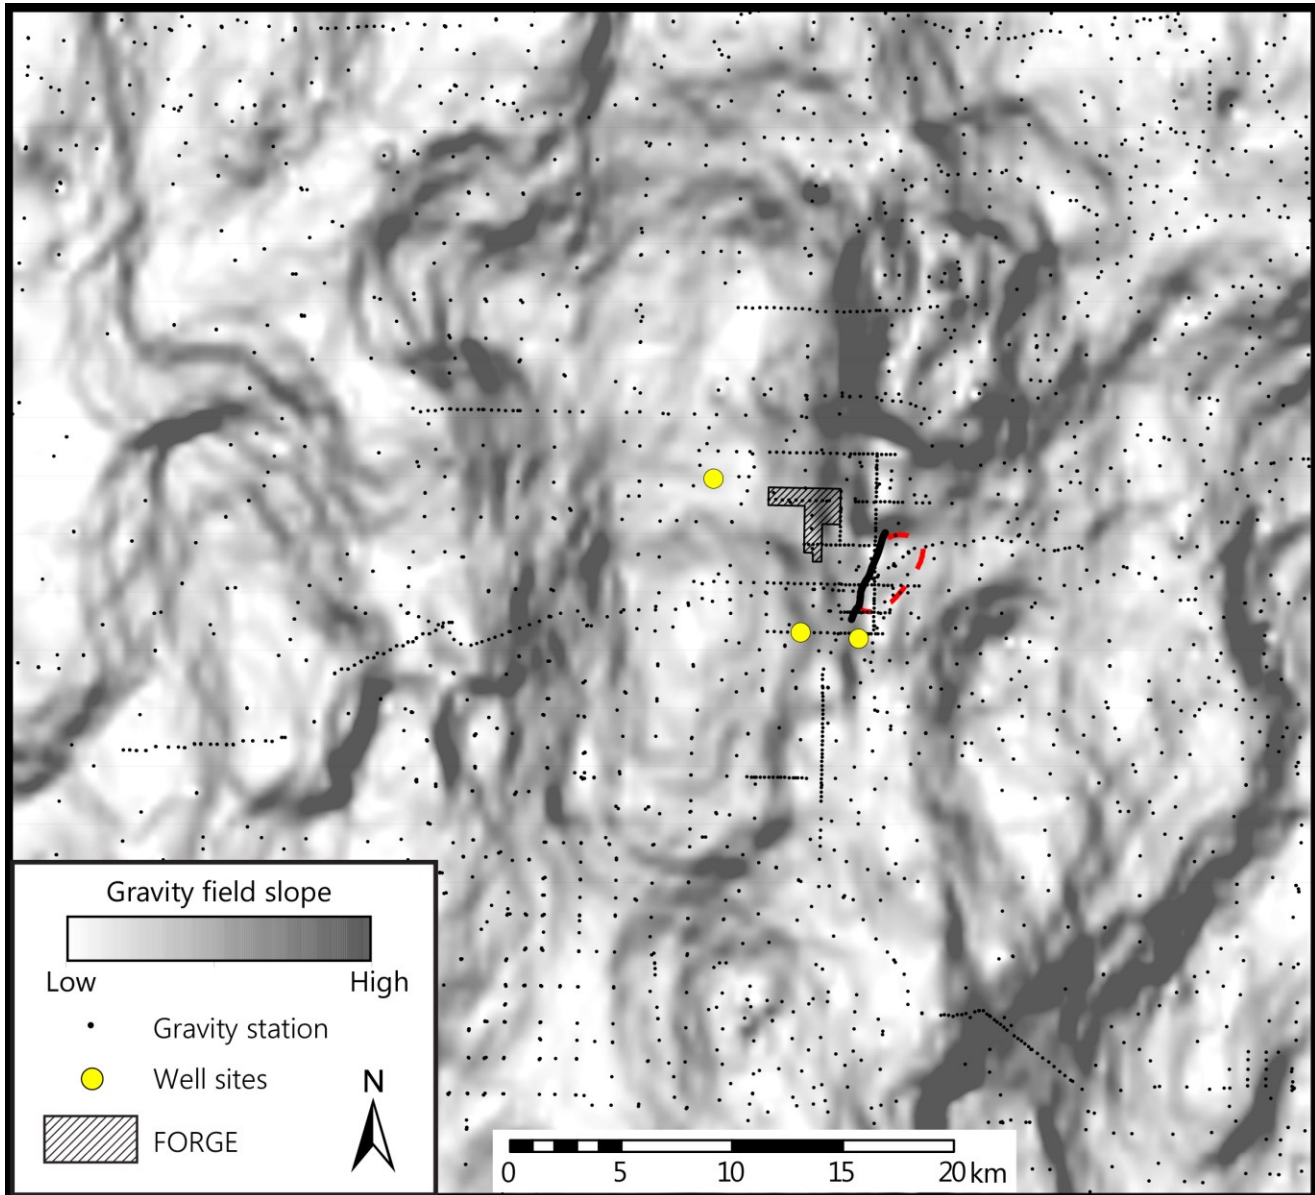 Gravity field slope
Low High
Gravity station
Well sites
FORGE
N
0 5 10 15 20 km